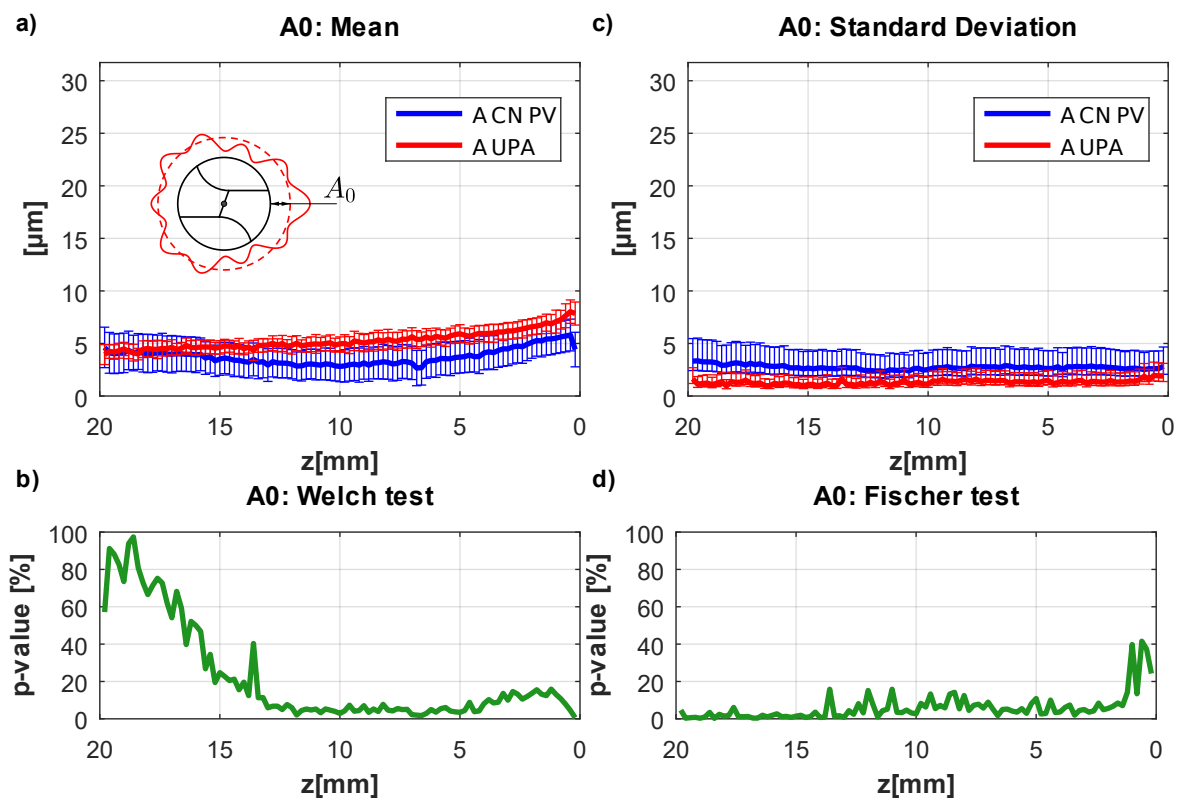 a)
A0: Mean
30
25
20
15
10
5
0
[µm]
A CN PV
A UPA
A0
20
15
10
5
0
z[mm]
c)
A0: Standard Deviation
30
25
20
15
10
5
0
[µm]
A CN PV
A UPA
20
15
10
5
0
z[mm]
b)
A0: Welch test
100
80
60
40
20
0
p-value [%]
20
15
10
5
0
z[mm]
d)
A0: Fischer test
100
80
60
40
20
0
p-value [%]
20
15
10
5
0
z[mm]